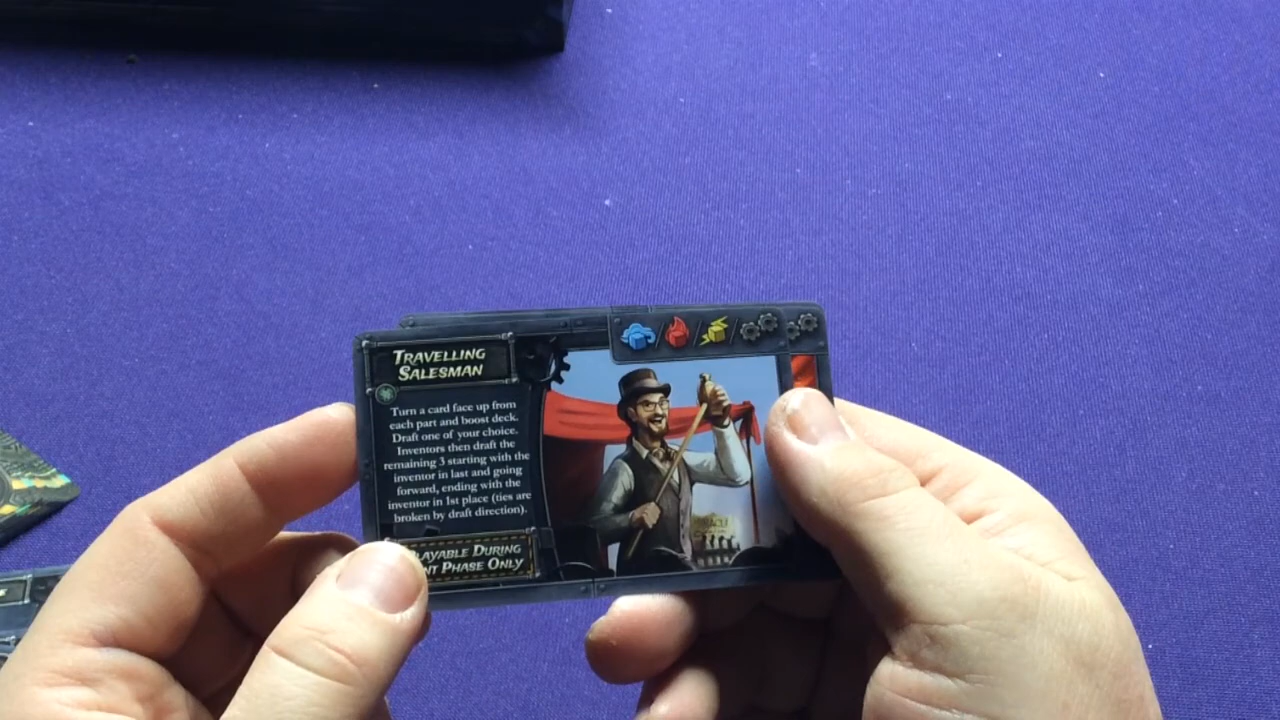 TRAVELLING
SALESMAN
Turn a card face up from
each part and boost deck.
Draft one of your choice.
Inventors then draft the
remaining 3 starting with the
inventor in last and going
forward, ending with the
inventor in 1st place (ties are
broken by draft direction).
DURING
PHASE ONLY